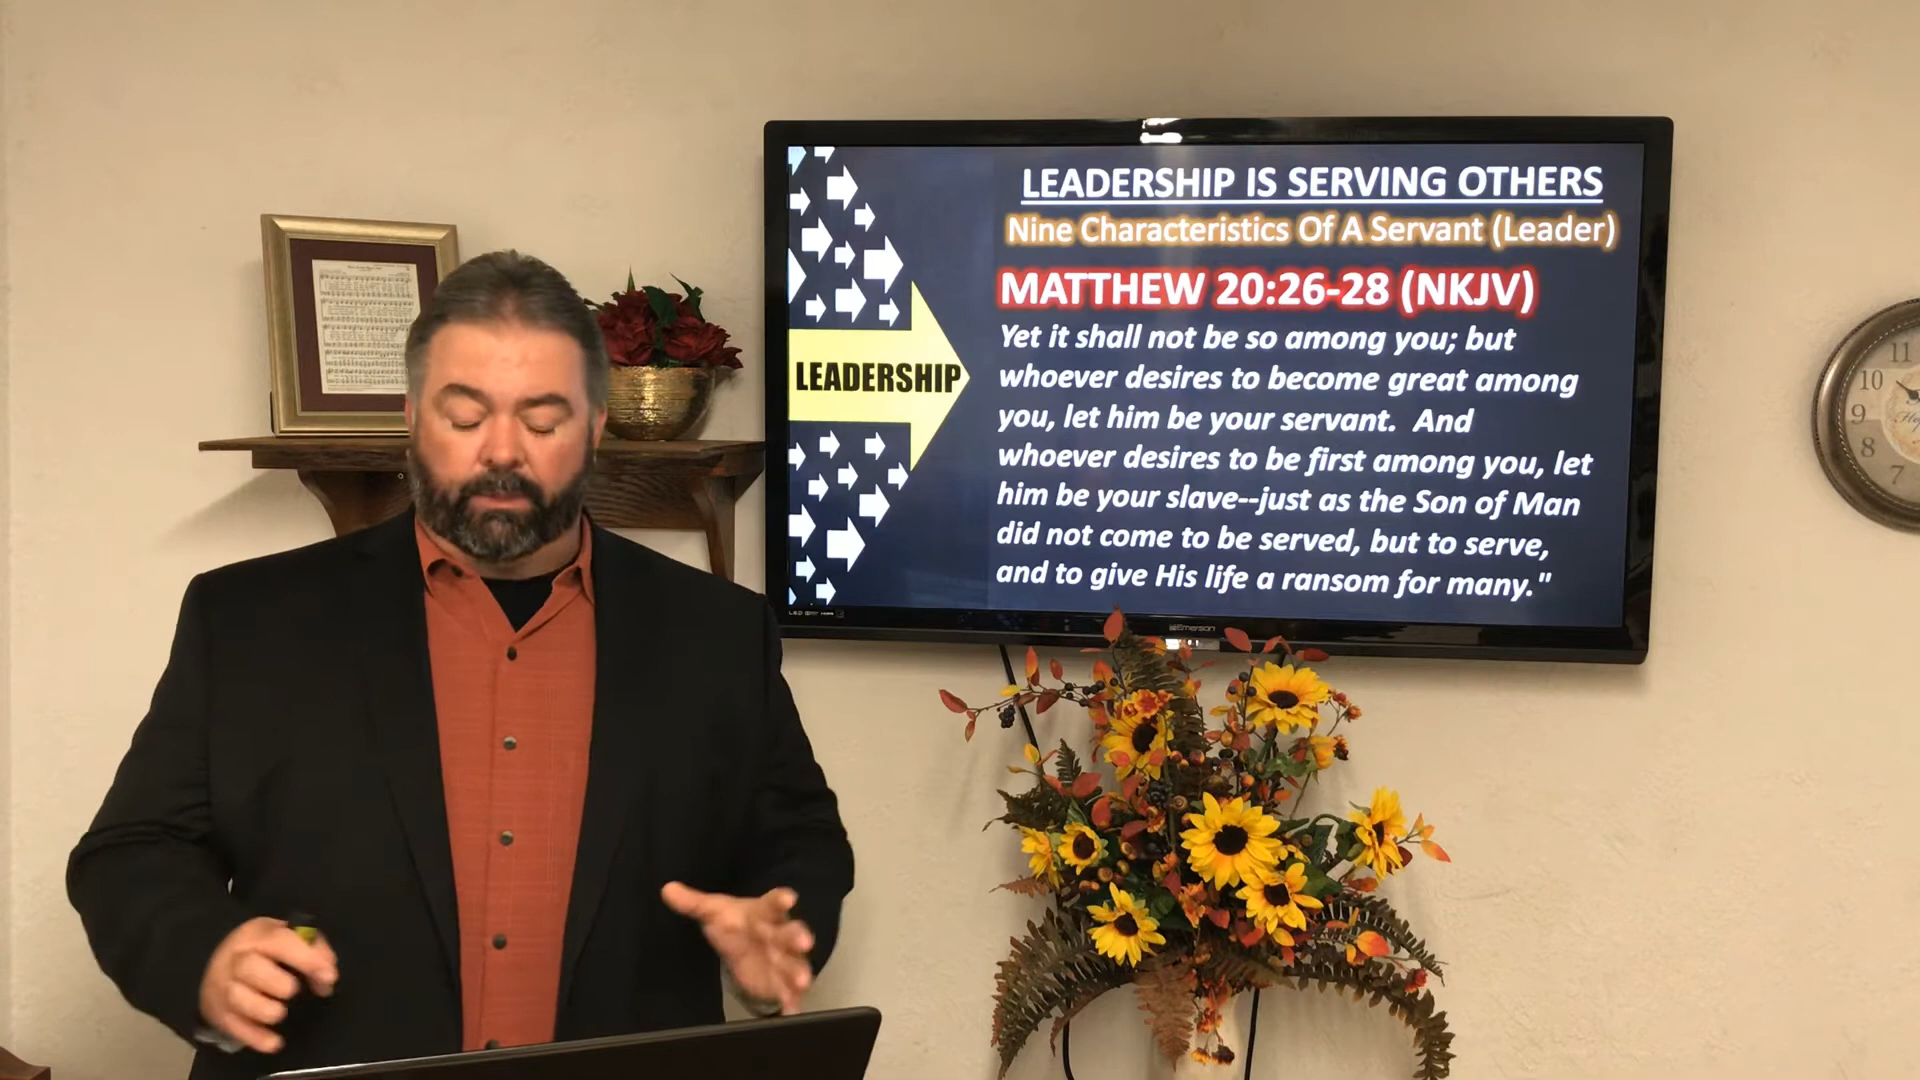 LEADERSHIP IS SERVING OTHERS
Nine Characteristics Of A Servant (Leader)
MATTHEW 20:26-28 (NKJV)
Yet it shall not be so among you; but
whoever desires to become great among
you, let him be your servant.  And
whoever desires to be first among you, let
him be your slave--just as the Son of Man
did not come to be served, but to serve,
and to give His life a ransom for many."
LEADERSHIP
Emerson
11
10
9
8
7